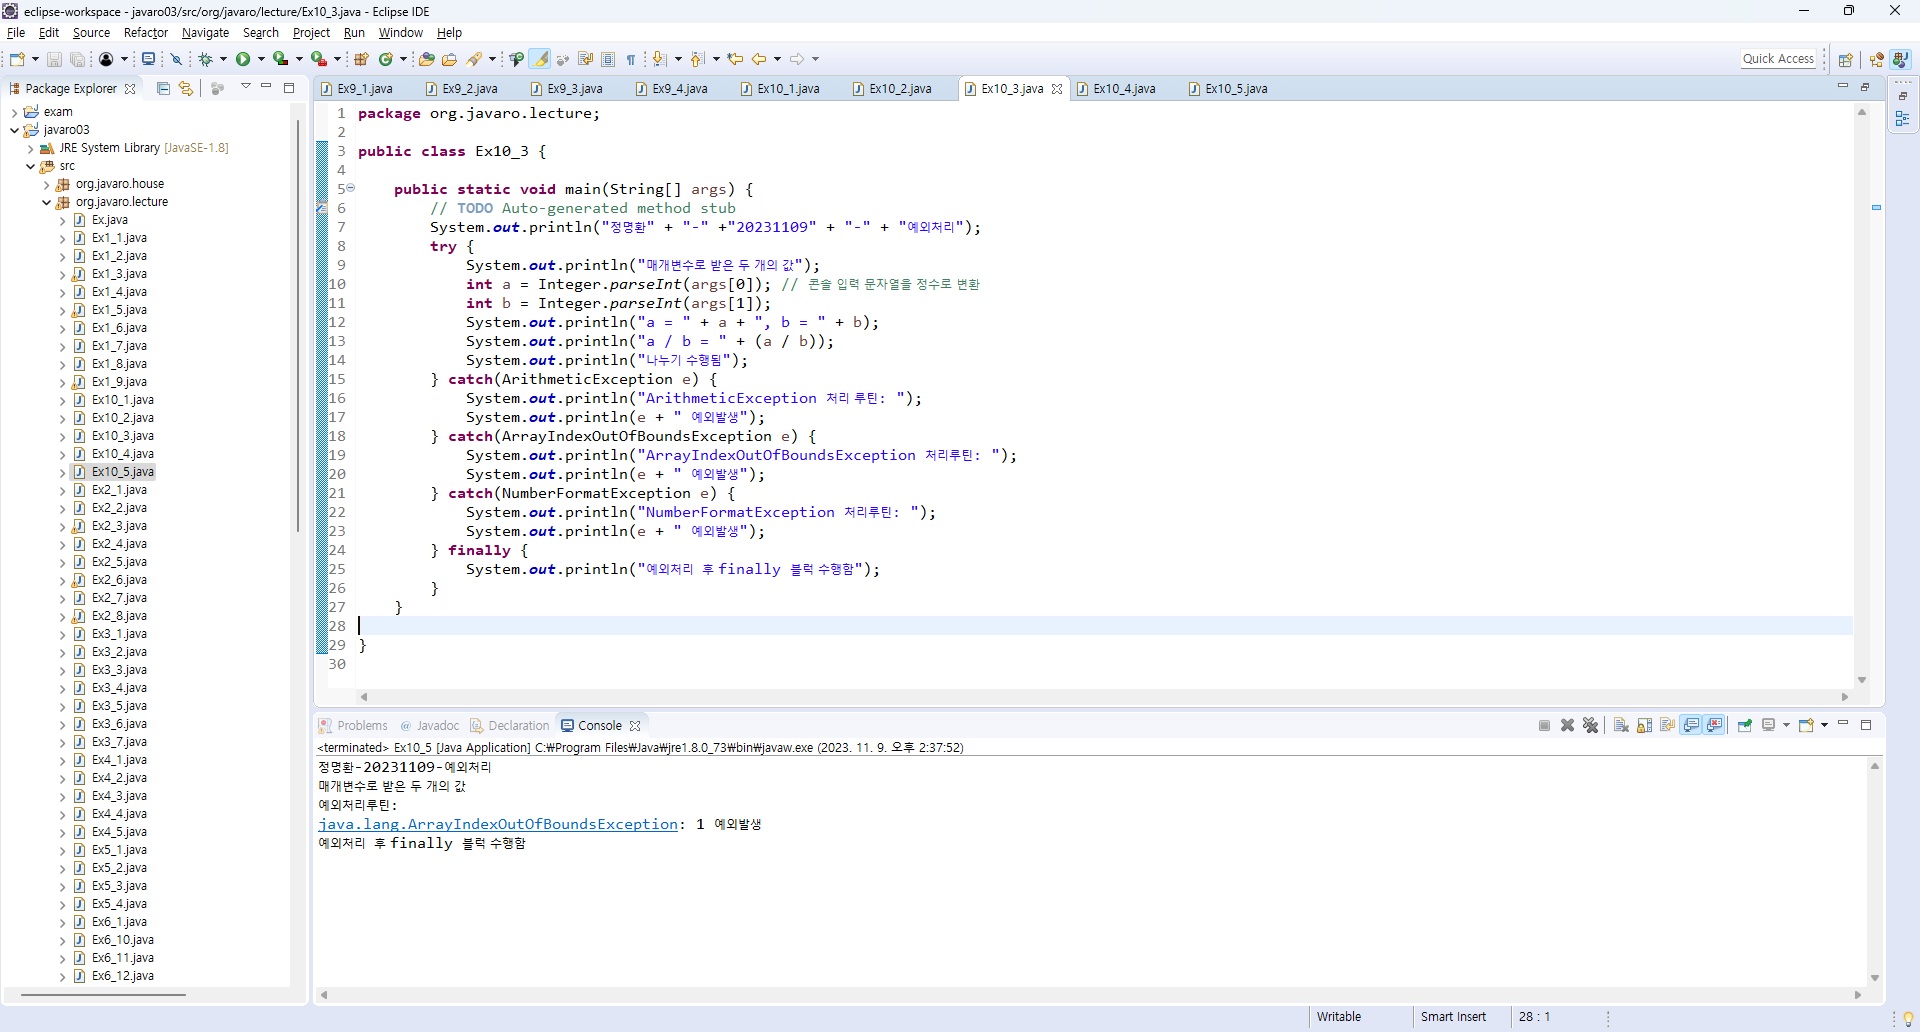 eclipse-workspace - javaro03/src/org/javaro/lecture/Ex10_3.java - Eclipse IDE
File Edit Source Refactor Navigate Search Project Run Window Help
Quick Access
Package Explorer
exam
javaro03
JRE System Library [JavaSE-1.8]
src
org.javaro.house
org.javaro.lecture
Ex.java
Ex1_1.java
Ex1_2.java
Ex1_3.java
Ex1_4.java
Ex1_5.java
Ex1_6.java
Ex1_7.java
Ex1_8.java
Ex1_9.java
Ex10_1.java
Ex10_2.java
Ex10_3.java
Ex10_4.java
Ex10_5.java
Ex2_1.java
Ex2_2.java
Ex2_3.java
Ex2_4.java
Ex2_5.java
Ex2_6.java
Ex2_7.java
Ex2_8.java
Ex3_1.java
Ex3_2.java
Ex3_3.java
Ex3_4.java
Ex3_5.java
Ex3_6.java
Ex3_7.java
Ex4_1.java
Ex4_2.java
Ex4_3.java
Ex4_4.java
Ex4_5.java
Ex5_1.java
Ex5_2.java
Ex5_3.java
Ex5_4.java
Ex6_1.java
Ex6_10.java
Ex6_11.java
Ex6_12.java
Ex9_1.java Ex9_2.java Ex9_3.java Ex9_4.java Ex10_1.java Ex10_2.java Ex10_3.java Ex10_4.java Ex10_5.java
1 package org.javaro.lecture;
2
3 public class Ex10_3 {
4
5 public static void main(String[] args) {
6 // TODO Auto-generated method stub
7 System.out.println("정명환" + "-" +"20231109" + "-" + "예외처리");
8 try {
9 System.out.println("매개변수로 받은 두 개의 값");
10 int a = Integer.parseInt(args[0]); // 콘솔 입력 문자열을 정수로 변환
11 int b = Integer.parseInt(args[1]);
12 System.out.println("a = " + a + ", b = " + b);
13 System.out.println("a / b = " + (a / b));
14 System.out.println("나누기 수행됨");
15 } catch(ArithmeticException e) {
16 System.out.println("ArithmeticException 처리 루틴: ");
17 System.out.println(e + " 예외발생");
18 } catch(ArrayIndexOutOfBoundsException e) {
19 System.out.println("ArrayIndexOutOfBoundsException 처리루틴: ");
20 System.out.println(e + " 예외발생");
21 } catch(NumberFormatException e) {
22 System.out.println("NumberFormatException 처리루틴: ");
23 System.out.println(e + " 예외발생");
24 } finally {
25 System.out.println("예외처리 후 finally 블럭 수행함");
26 }
27 }
28
29 }
30
Problems @ Javadoc Declaration Console
<terminated> Ex10_5 [Java Application] C:₩Program Files₩Java₩jre1.8.0_73₩bin₩javaw.exe (2023. 11. 9. 오후 2:37:52)
정명환-20231109-예외처리
매개변수로 받은 두 개의 값
예외처리루틴:
java.lang.ArrayIndexOutOfBoundsException: 1 예외발생
예외처리 후 finally 블럭 수행함
Writable Smart Insert 28 : 1